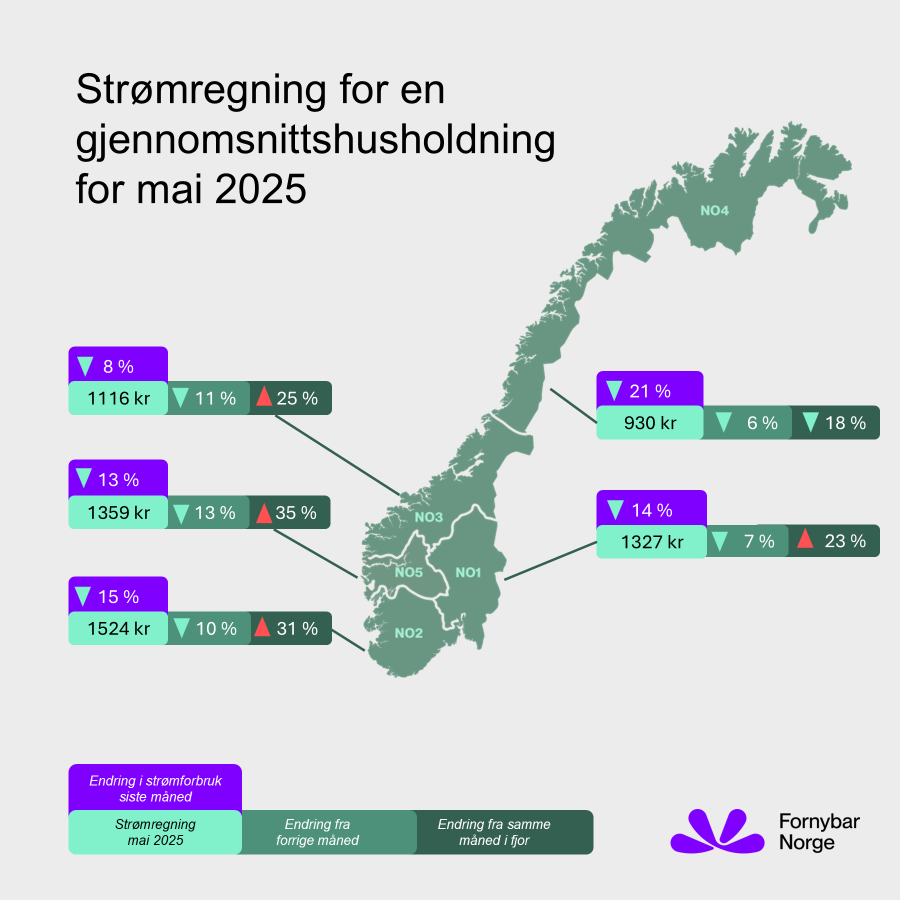 Strømregning for en
gjennomsnittshusholdning
for mai 2025
NO4
8 %
1116 kr 11 % 25 %
21 %
930 kr 6 % 18 %
13 %
1359 kr 13 % 35 %
14 %
1327 kr 7 % 23 %
NO3
NO5 NO1
15 %
1524 kr 10 % 31 %
NO2
Endring i strømforbruk
siste måned
Strømregning
mai 2025
Endring fra
forrige måned
Endring fra samme
måned i fjor
Fornybar
Norge